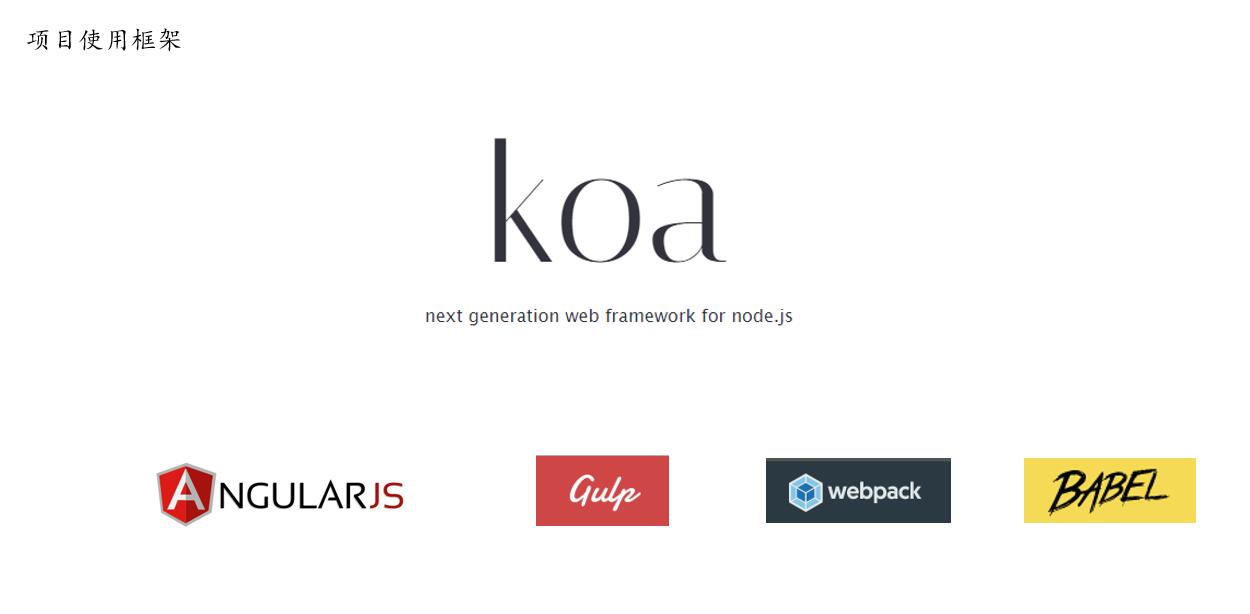 项目使用框架
koa
next generation web framework for node.js
ANGULARJS
Gulp
webpack
BABEL